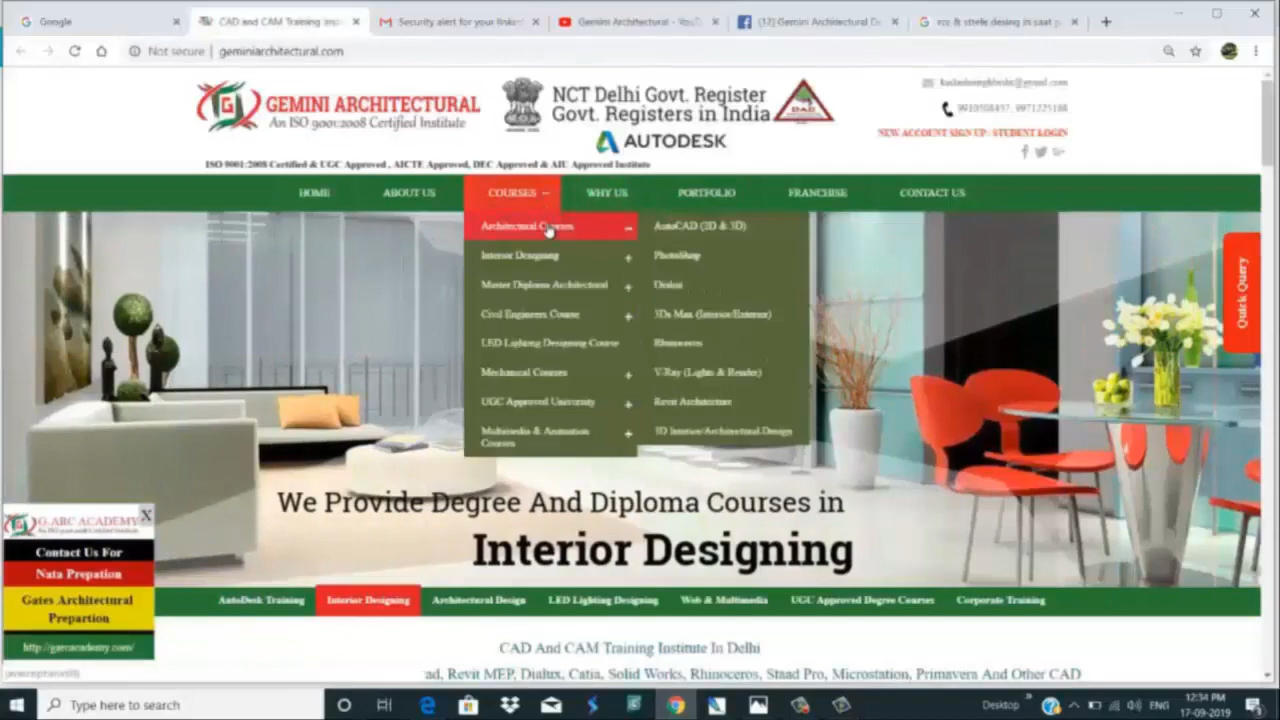 Google
CAD and CAM Training
Security alert for your linked
Gemini Architectural - YouTu
(12) Gemini Architectural De
Not secure | geminiarchitectural.com
GEMINI ARCHITECTURAL
An ISO 9001:2008 Certified Institute
NCT Delhi Govt. Register
Govt. Registers in India
AUTODESK
NEW ACCOUNT SIGN UP / STUDENT LOGIN
ISO 9001:2008 Certified & UGC Approved , AICTE Approved, DEC Approved & AIU Approved Institute
HOME
ABOUT US
COURSES
WHY US
PORTFOLIO
FRANCHISE
CONTACT US
Architectural Courses
Interior Designing
Master Diploma Architectural
Civil Engineers Course
LED Lighting Designing Course
Mechanical Courses
UGC Approved University
Multimedia & Animation
Courses
AutoCAD (2D & 3D)
PhotoShop
Dialux
3Ds Max (Interior/Exterior)
Rhinoceros
V-Ray (Lights & Render)
Revit Architecture
3D Interior/Architectural Design
Quick Query
We Provide Degree And Diploma Courses in
Interior Designing
X
G-ARC ACADEMY
Contact Us For
Nata Prepation
Gates Architectural
Prepartion
http://garcacademy.com/
AutoDesk Training
Interior Designing
Architectural Design
LED Lighting Designing
Web & Multimedia
UGC Approved Degree Courses
Corporate Training
CAD And CAM Training Institute In Delhi
ad, Revit MEP, Dialux, Catia, Solid Works, Rhinoceros, Staad Pro, Microstation, Primavera And Other CAD
Type here to search
Desktop
ENG
12:34 PM
17-09-2019